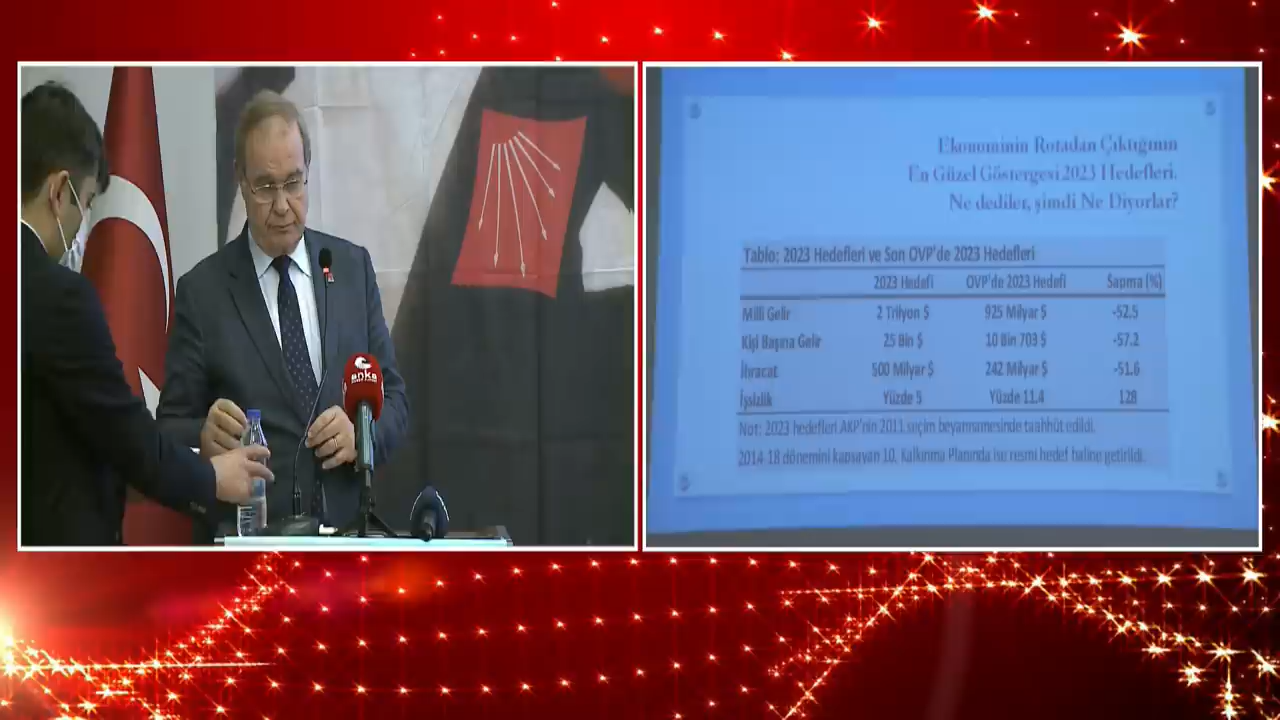 anka
Ekonominin Rotadan Çıktığının
En Güzel Göstergesi 2023 Hedefleri.
Ne dediler, şimdi Ne Diyorlar?
Tablo: 2023 Hedefleri ve Son OVP'de 2023 Hedefleri
2023 Hedefi OVP'de 2023 Hedefi Sapma (%)
Milli Gelir 2 Trilyon $ 925 Milyar $ -52.5
Kişi Başına Gelir 25 Bin $ 10 Bin 703 $ -57.2
İhracat 500 Milyar $ 242 Milyar $ -51.6
İşsizlik Yüzde 5 Yüzde 11.4 128
Not: 2023 hedefleri AKP'nin 2011 seçim beyannamesinde taahhüt edildi.
2014-18 dönemini kapsayan 10. Kalkınma Planında ise resmi hedef haline getirildi.